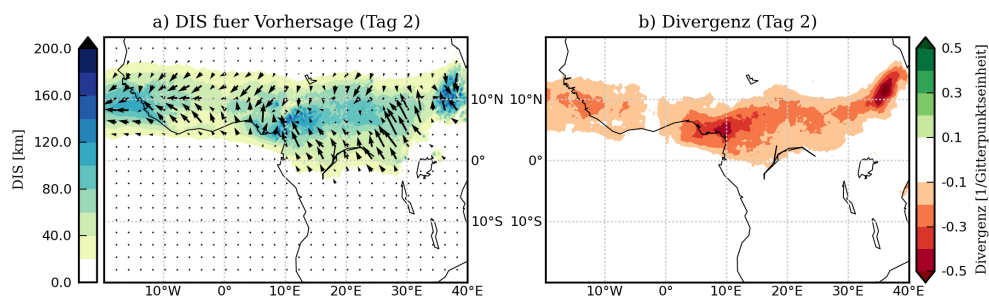 a) DIS fuer Vorhersage (Tag 2)
b) Divergenz (Tag 2)
DIS [km]
200.0
160.0
120.0
80.0
40.0
0.0
10°N
0°
10°S
10°W
0°
10°E
20°E
30°E
40°E
10°N
0°
10°S
10°W
0°
10°E
20°E
30°E
40°E
0.5
0.3
0.1
-0.1
-0.3
-0.5
Divergenz [1/Gitterpunktseinheit]